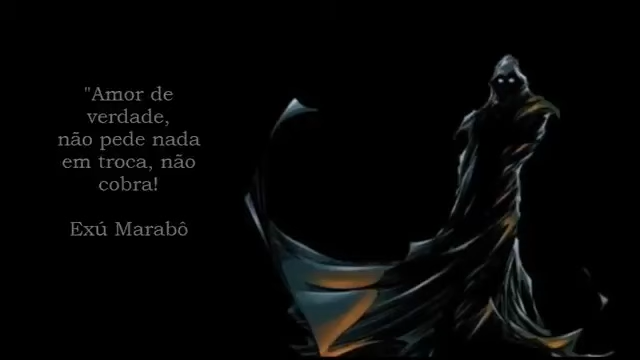 "Amor de
verdade,
não pede nada
em troca, não
cobra!
Exú Marabô